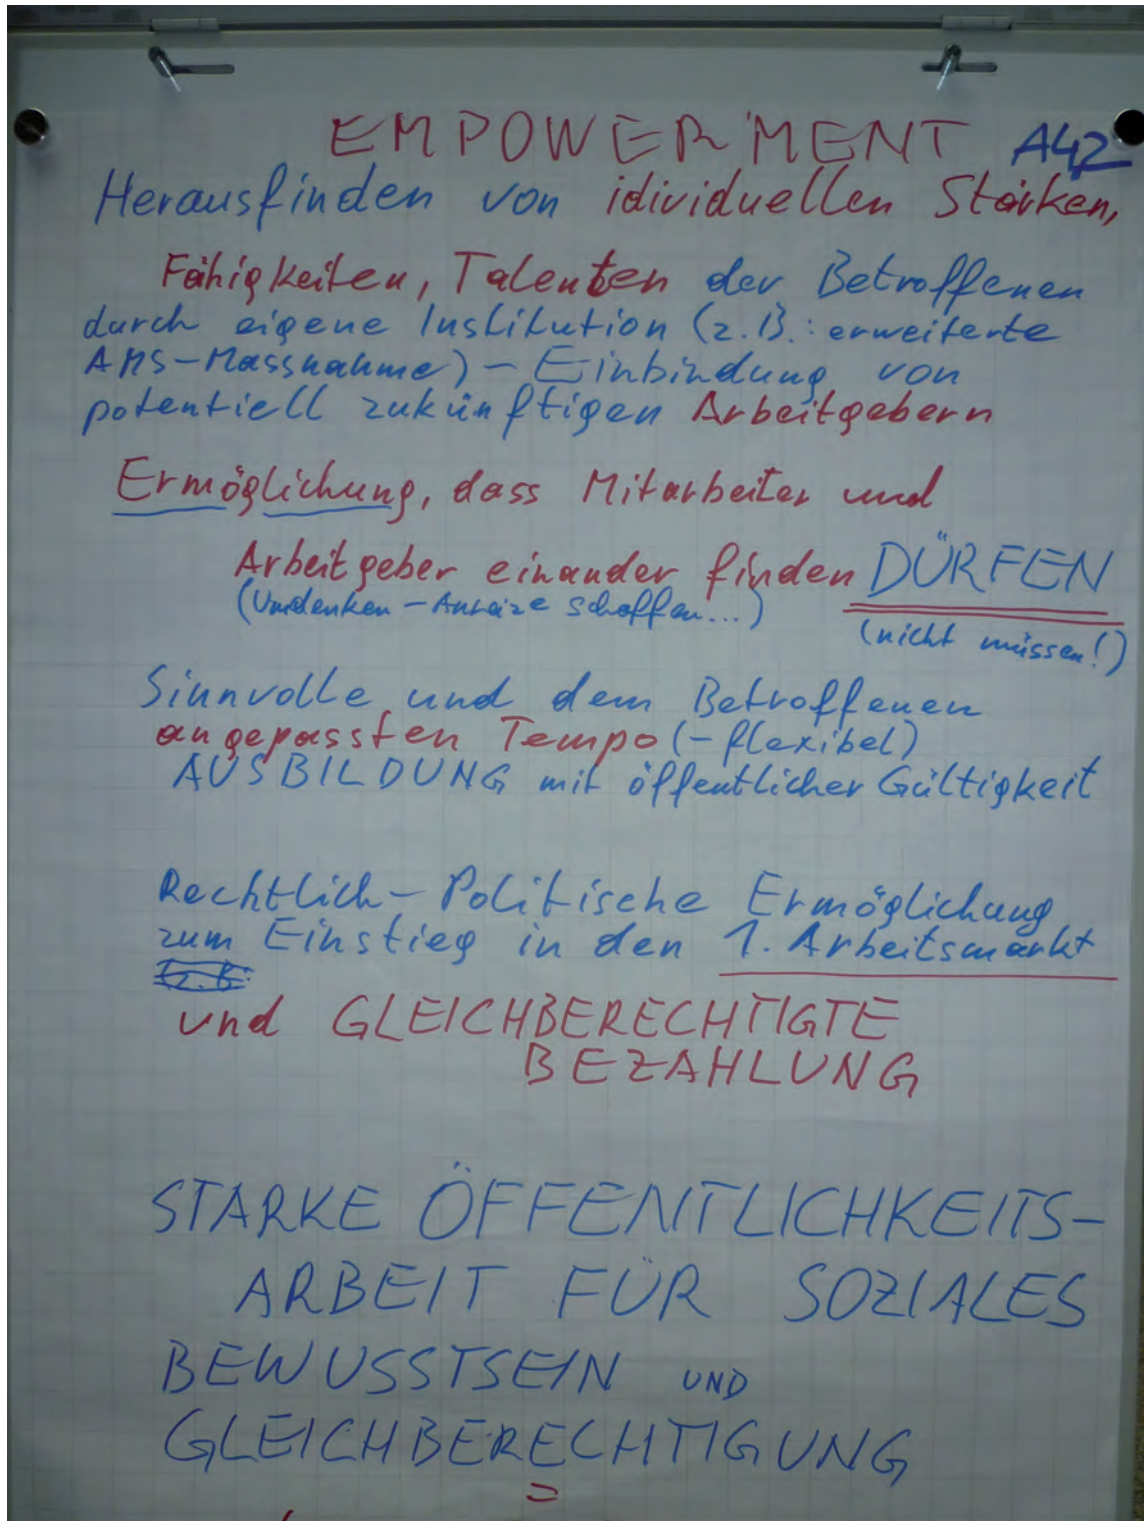 EMPOWERMENT A42
Herausfinden von idividuellen Stärken,
Fähigkeiten, Talenten der Betroffenen
durch eigene Institution (z.B.: erweiterte
AMS-Massnahme) - Einbindung von
potentiell zukünftigen Arbeitgebern
Ermöglichung, dass Mitarbeiter und
Arbeitgeber einander finden DÜRFEN
(Umdenken - Anreize schaffen...)
(nicht müssen!)
Sinnvolle und dem Betroffenen
angepassten Tempo (-flexibel)
AUSBILDUNG mit öffentlicher Gültigkeit
Rechtlich-Politische Ermöglichung
zum Einstieg in den 1. Arbeitsmarkt
z.B.
und GLEICHBERECHTIGTE
BEZAHLUNG
STARKE ÖFFENTLICHKEITS-
ARBEIT FÜR SOZIALES
BEWUSSTSEIN UND
GLEICHBERECHTIGUNG
=